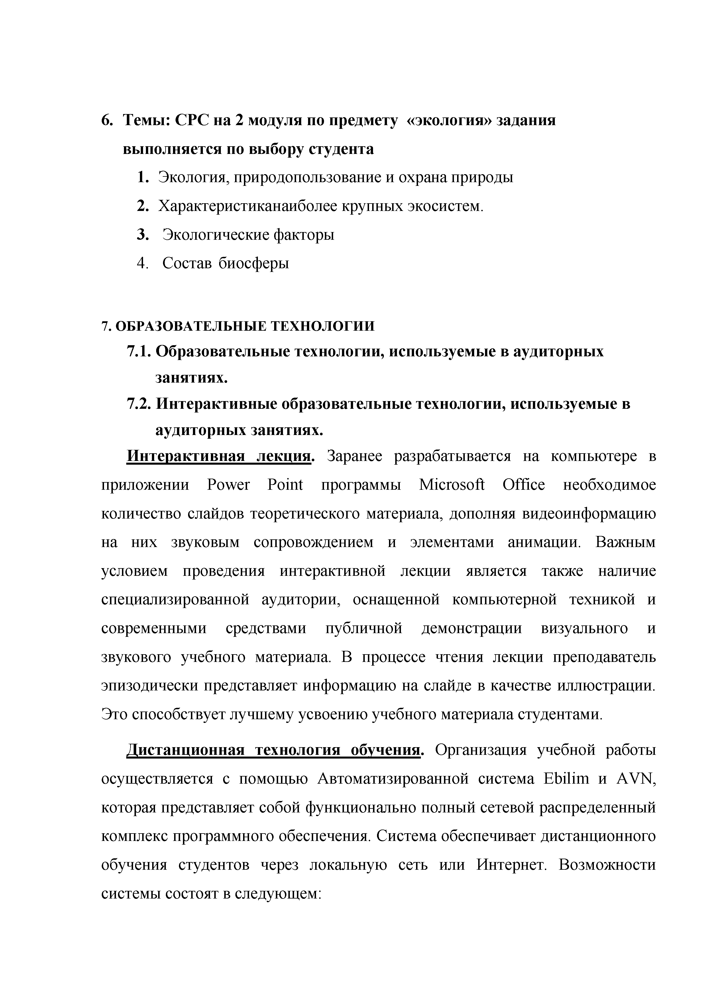 6. Темы: СРС на 2 модуля по предмету «экология» задания
выполняется по выбору студента
1. Экология, природопользование и охрана природы
2. Характеристиканаиболее крупных экосистем.
3. Экологические факторы
4. Состав биосферы
7. ОБРАЗОВАТЕЛЬНЫЕ ТЕХНОЛОГИИ
7.1. Образовательные технологии, используемые в аудиторных
занятиях.
7.2. Интерактивные образовательные технологии, используемые в
аудиторных занятиях.
Интерактивная лекция. Заранее разрабатывается на компьютере в
приложении Power Point программы Microsoft Office необходимое
количество слайдов теоретического материала, дополняя видеоинформацию
на них звуковым сопровождением и элементами анимации. Важным
условием проведения интерактивной лекции является также наличие
специализированной аудитории, оснащенной компьютерной техникой и
современными средствами публичной демонстрации визуального и
звукового учебного материала. В процессе чтения лекции преподаватель
эпизодически представляет информацию на слайде в качестве иллюстрации.
Это способствует лучшему усвоению учебного материала студентами.
Дистанционная технология обучения. Организация учебной работы
осуществляется с помощью Автоматизированной система Ebilim и AVN,
которая представляет собой функционально полный сетевой распределенный
комплекс программного обеспечения. Система обеспечивает дистанционного
обучения студентов через локальную сеть или Интернет. Возможности
системы состоят в следующем: